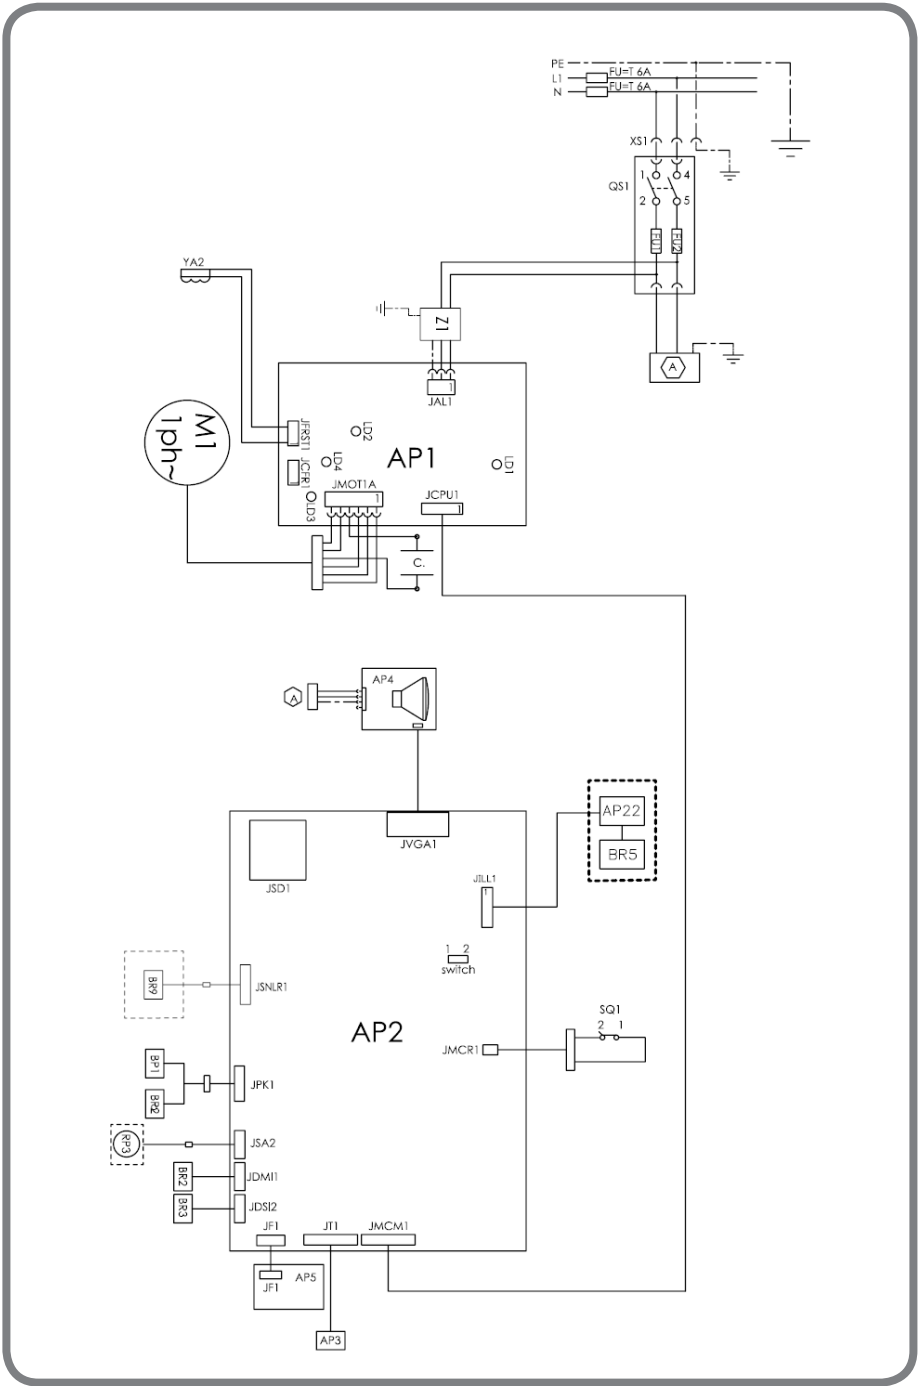 PE
L1 FU=T 6A
N FU=T 6A
XS1
QS1
1 4
2 5
FU1 FU2
YA2
Z1
A
1
JAL1
M1
1ph~
JFRST1
LD2
LD4
AP1
LD1
JCFR1
JMOT1A
1
JCPU1
1
LD3
C.
AP4
A
JVGA1
AP22
BR5
JSD1
JILL1
1
1 2
switch
BR9
JSNLR1
SQ1
2 1
AP2
JMCR1
BP1
JPK1
BR2
RP3
JSA2
BR2
JDMI1
BR3
JDSI2
JF1 JT1 JMCM1
AP5
JF1
AP3